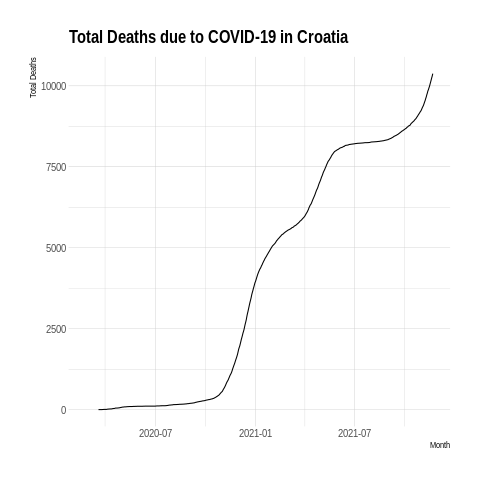 Total Deaths due to COVID-19 in Croatia
Total Deaths
10000
7500
5000
2500
0
2020-07 2021-01 2021-07
Month